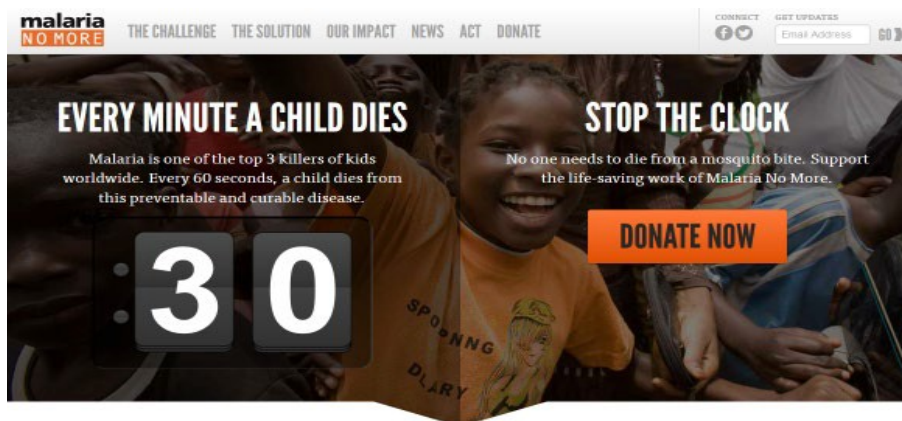 malaria
NO MORE
THE CHALLENGE THE SOLUTION OUR IMPACT NEWS ACT DONATE
CONNECT
GET UPDATES
Email Address
GO
EVERY MINUTE A CHILD DIES
Malaria is one of the top 3 killers of kids
worldwide. Every 60 seconds, a child dies from
this preventable and curable disease.
30
STOP THE CLOCK
No one needs to die from a mosquito bite. Support
the life-saving work of Malaria No More.
DONATE NOW
SPOONNG
DLARY